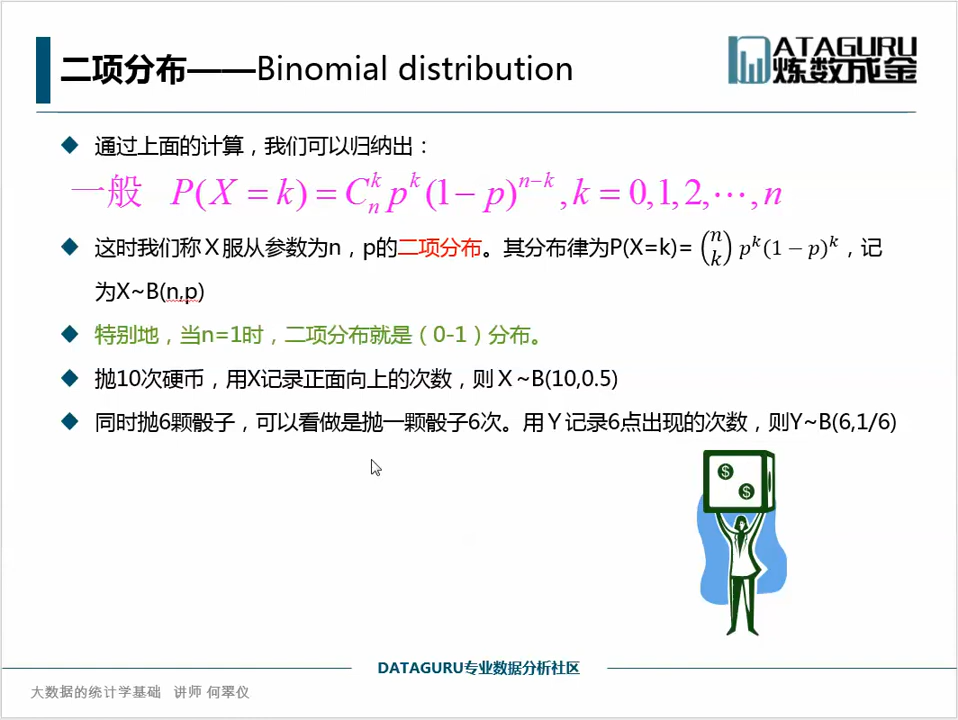 二项分布——Binomial distribution
ATAGURU
炼数成金
通过上面的计算，我们可以归纳出：
一般 P(X = k) = C_n^k p^k (1 − p)^{n−k}, k = 0,1,2,⋯,n
这时我们称X服从参数为n，p的二项分布。其分布律为P(X=k)= \binom{n}{k} p^k (1 − p)^k，记
为X~B(n,p)
特别地，当n=1时，二项分布就是（0-1）分布。
抛10次硬币，用X记录正面向上的次数，则X~B(10,0.5)
同时抛6颗骰子，可以看做是抛一颗骰子6次。用Y记录6点出现的次数，则Y~B(6,1/6)
$
$
DATAGURU专业数据分析社区
大数据的统计学基础 讲师 何翠仪